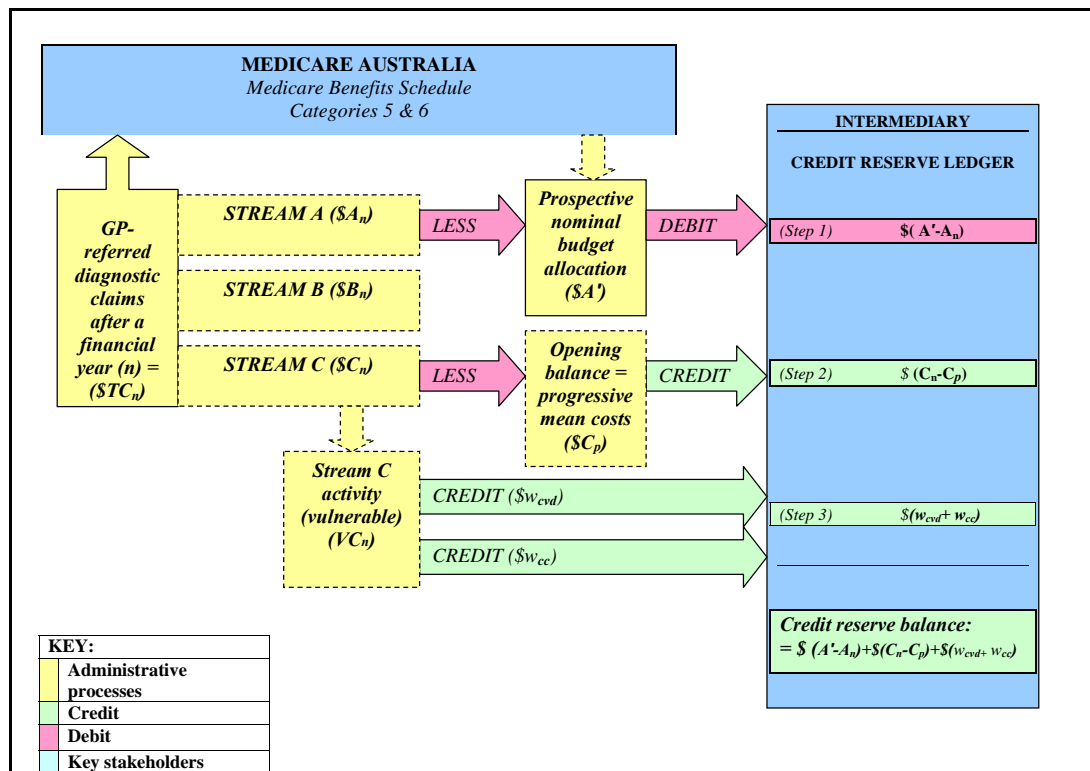 MEDICARE AUSTRALIA
Medicare Benefits Schedule
Categories 5 & 6
INTERMEDIARY
CREDIT RESERVE LEDGER
GP-
referred
diagnostic
claims
after a
financial
year (n) =
($TCn)
STREAM A ($An)
LESS
Prospective
nominal
budget
allocation
($A')
DEBIT
(Step 1) $( A'-An)
STREAM B ($Bn)
STREAM C ($Cn)
LESS
Opening
balance =
progressive
mean costs
($Cp)
CREDIT
(Step 2) $ (Cn-Cp)
Stream C
activity
(vulnerable)
(VCn)
CREDIT ($wcvd)
CREDIT ($wcc)
(Step 3) $(wcvd+ wcc)
Credit reserve balance:
= $ (A'-An)+$(Cn-Cp)+$(wcvd+ wcc)
KEY:
Administrative
processes
Credit
Debit
Key stakeholders